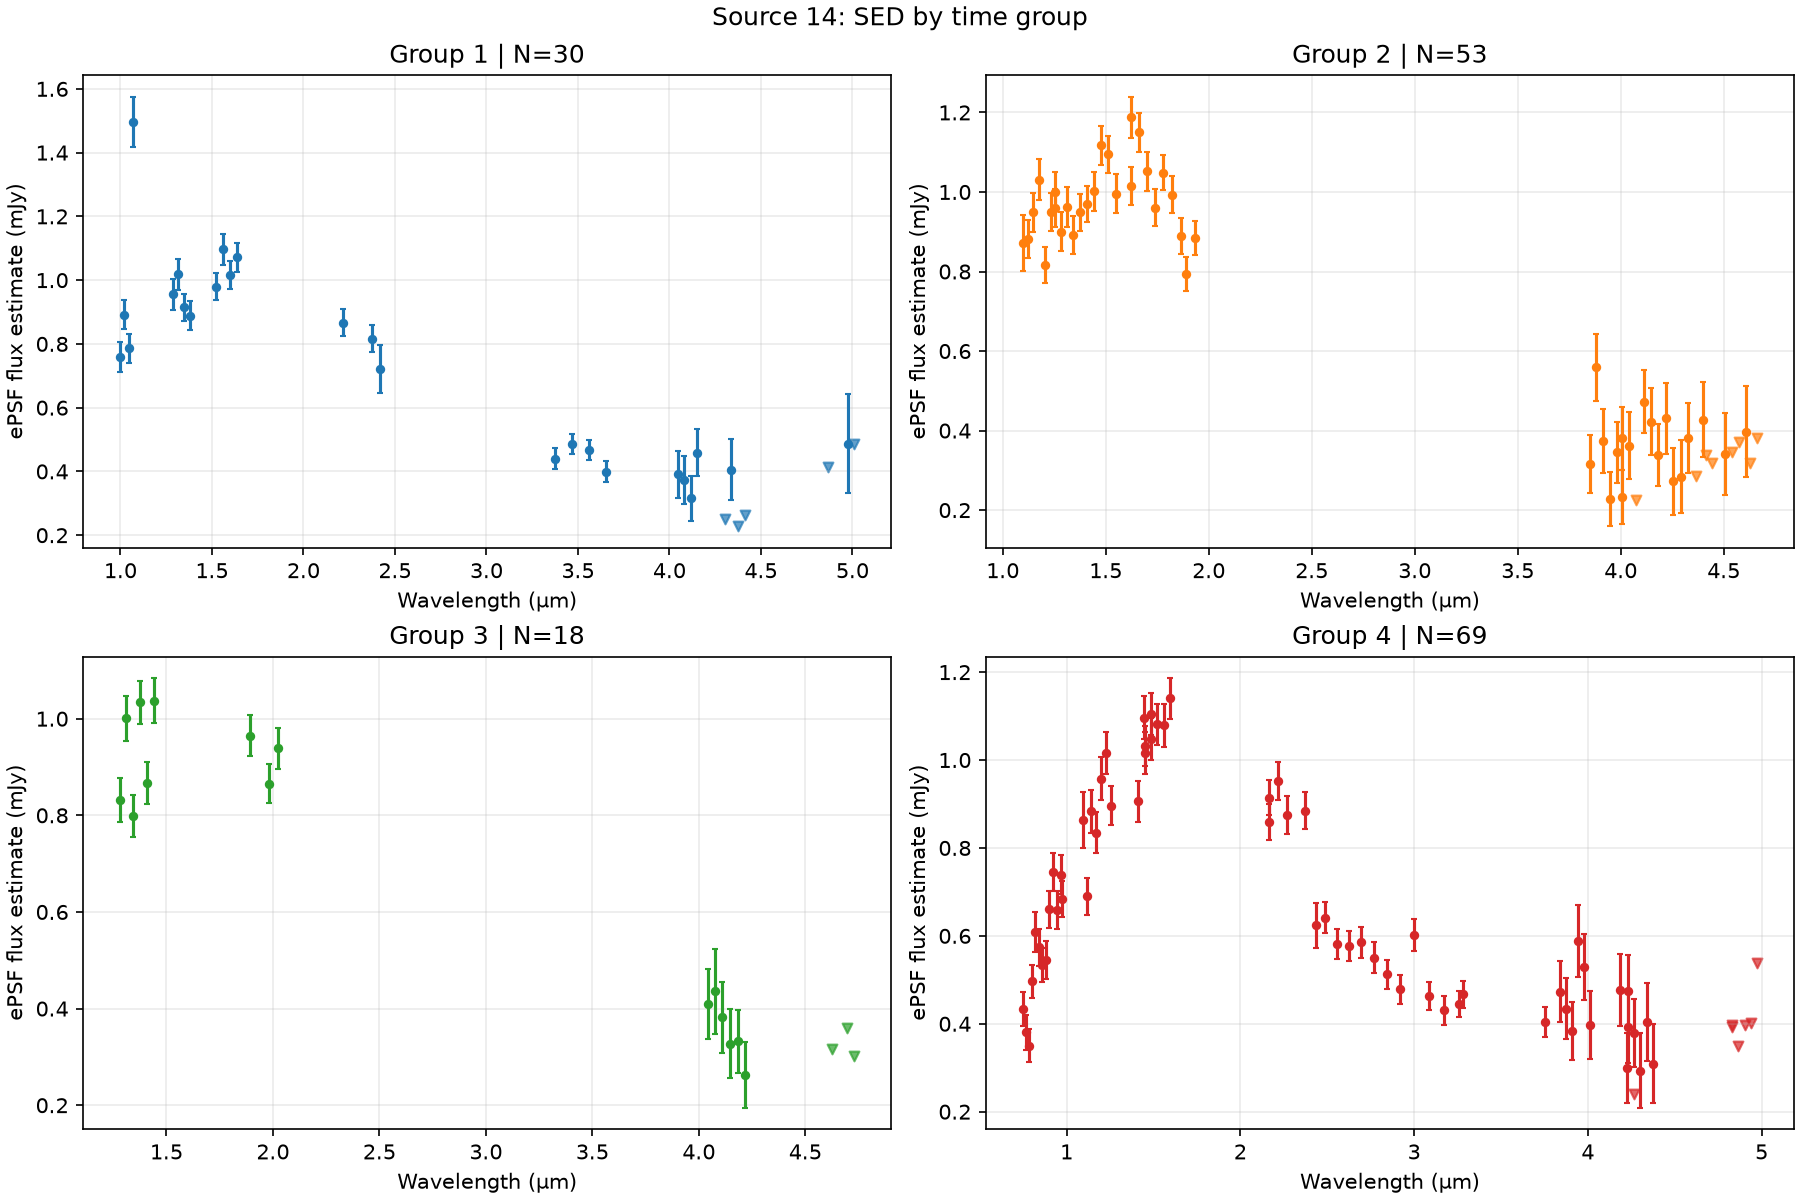 Source 14: SED by time group
Group 1 | N=30
ePSF flux estimate (mJy)
1.6
1.4
1.2
1.0
0.8
0.6
0.4
0.2
1.0 1.5 2.0 2.5 3.0 3.5 4.0 4.5 5.0
Wavelength (µm)
Group 2 | N=53
ePSF flux estimate (mJy)
1.2
1.0
0.8
0.6
0.4
0.2
1.0 1.5 2.0 2.5 3.0 3.5 4.0 4.5
Wavelength (µm)
Group 3 | N=18
ePSF flux estimate (mJy)
1.0
0.8
0.6
0.4
0.2
1.5 2.0 2.5 3.0 3.5 4.0 4.5
Wavelength (µm)
Group 4 | N=69
ePSF flux estimate (mJy)
1.2
1.0
0.8
0.6
0.4
0.2
1 2 3 4 5
Wavelength (µm)